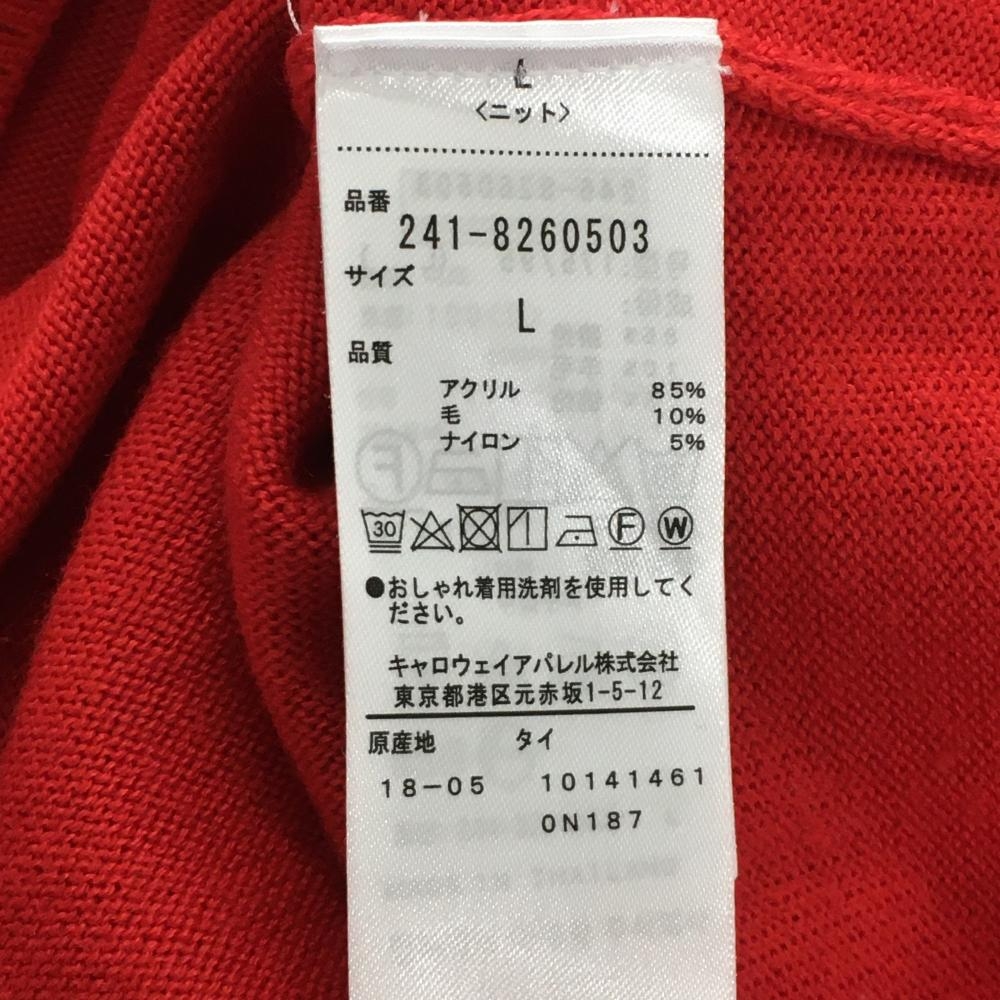 L
〈ニット〉
品番
241-8260503
サイズ
L
品質
アクリル 85%
毛 10%
ナイロン 5%
30 F W
●おしゃれ着用洗剤を使用してく
ださい。
キャロウェイアパレル株式会社
東京都港区元赤坂1-5-12
原産地 タイ
18-05 10141461
0N187